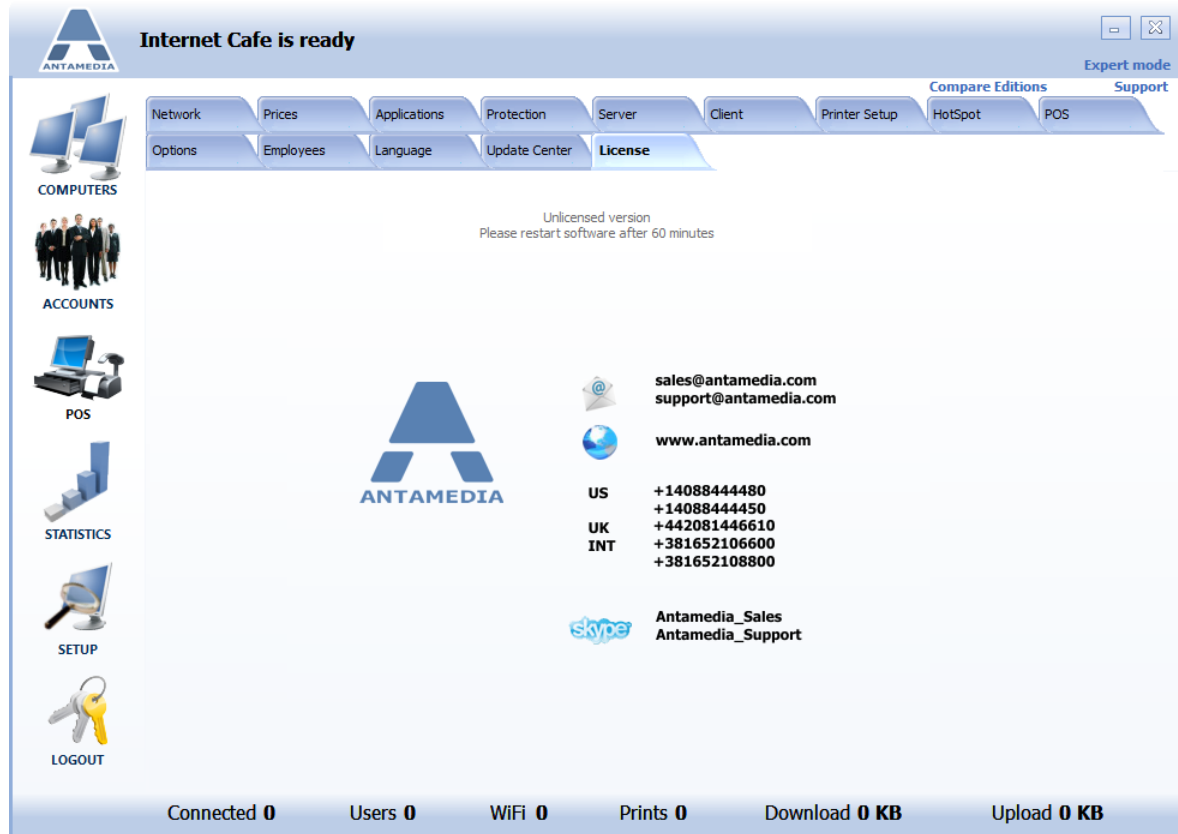 Internet Cafe is ready
ANTAMEDIA
Expert mode
Compare Editions Support
Network Prices Applications Protection Server Client Printer Setup HotSpot POS
Options Employees Language Update Center License
COMPUTERS
ACCOUNTS
POS
STATISTICS
SETUP
LOGOUT
Unlicensed version
Please restart software after 60 minutes
ANTAMEDIA
@
sales@antamedia.com
support@antamedia.com
www.antamedia.com
US +14088444480
+14088444450
UK +442081446610
INT +381652106600
+381652108800
skype
Antamedia_Sales
Antamedia_Support
Connected 0 Users 0 WiFi 0 Prints 0 Download 0 KB Upload 0 KB